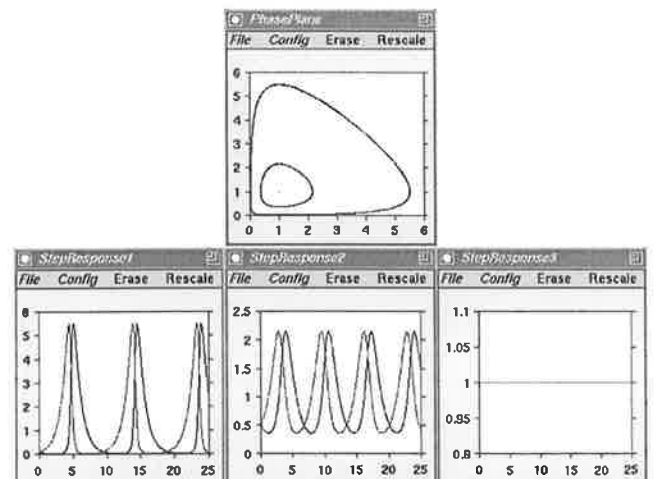 PhasePlane
File Config Erase Rescale
6
5
4
3
2
1
0
0 1 2 3 4 5 6
StepResponse1
File Config Erase Rescale
6
5
4
3
2
1
0
0 5 10 15 20 25
StepResponse2
File Config Erase Rescale
2.5
2
1.5
1
0.5
0
0 5 10 15 20 25
StepResponse3
File Config Erase Rescale
1.1
1.05
1
0.95
0.9
0 5 10 15 20 25